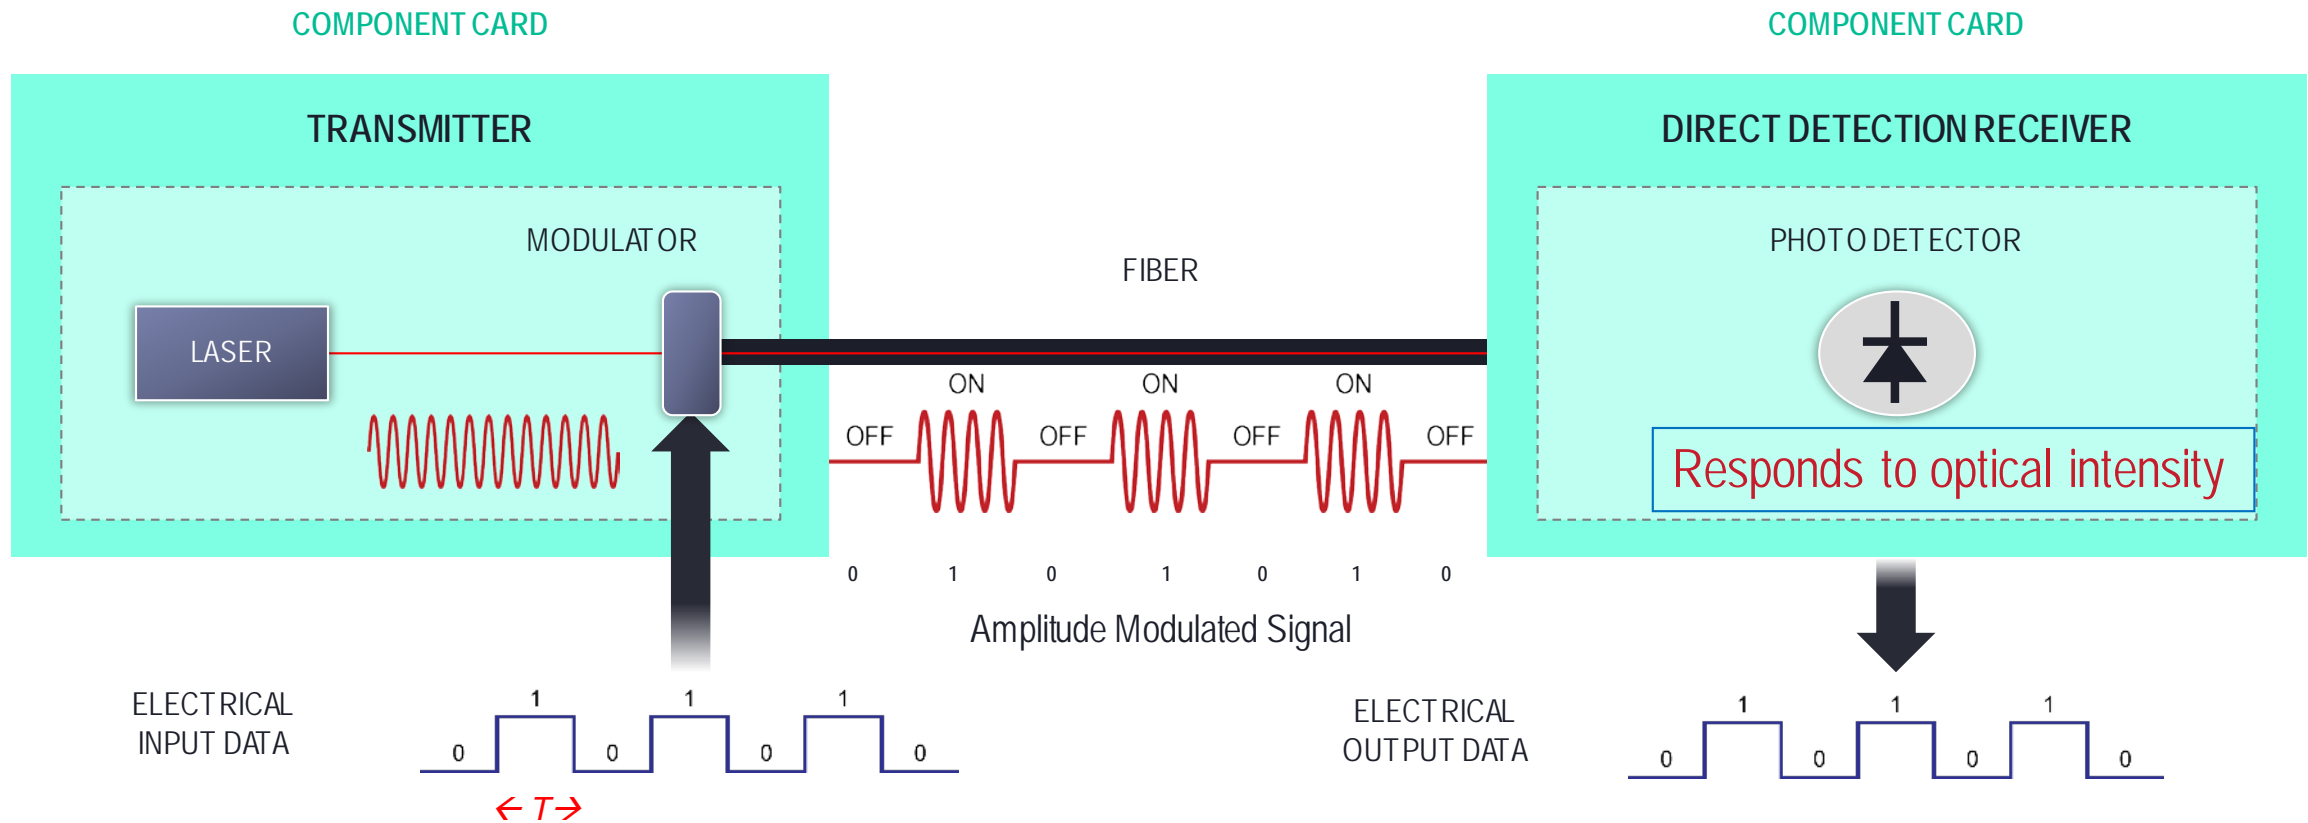 COMPONENT CARD
COMPONENT CARD
TRANSMITTER
DIRECT DETECTION RECEIVER
MODULATOR
PHOTO DETECTOR
FIBER
LASER
ON ON ON
OFF OFF OFF OFF
Responds to optical intensity
0 1 0 1 0 1 0
Amplitude Modulated Signal
ELECTRICAL
INPUT DATA
1 1 1
0 0 0 0
← T→
ELECTRICAL
OUTPUT DATA
1 1 1
0 0 0 0